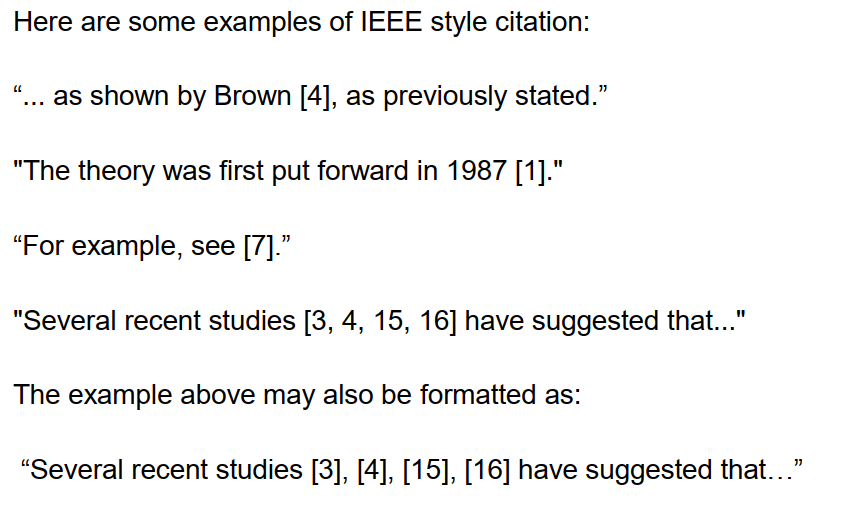 Here are some examples of IEEE style citation:
“... as shown by Brown [4], as previously stated.”
"The theory was first put forward in 1987 [1]."
“For example, see [7].”
"Several recent studies [3, 4, 15, 16] have suggested that..."
The example above may also be formatted as:
“Several recent studies [3], [4], [15], [16] have suggested that…”